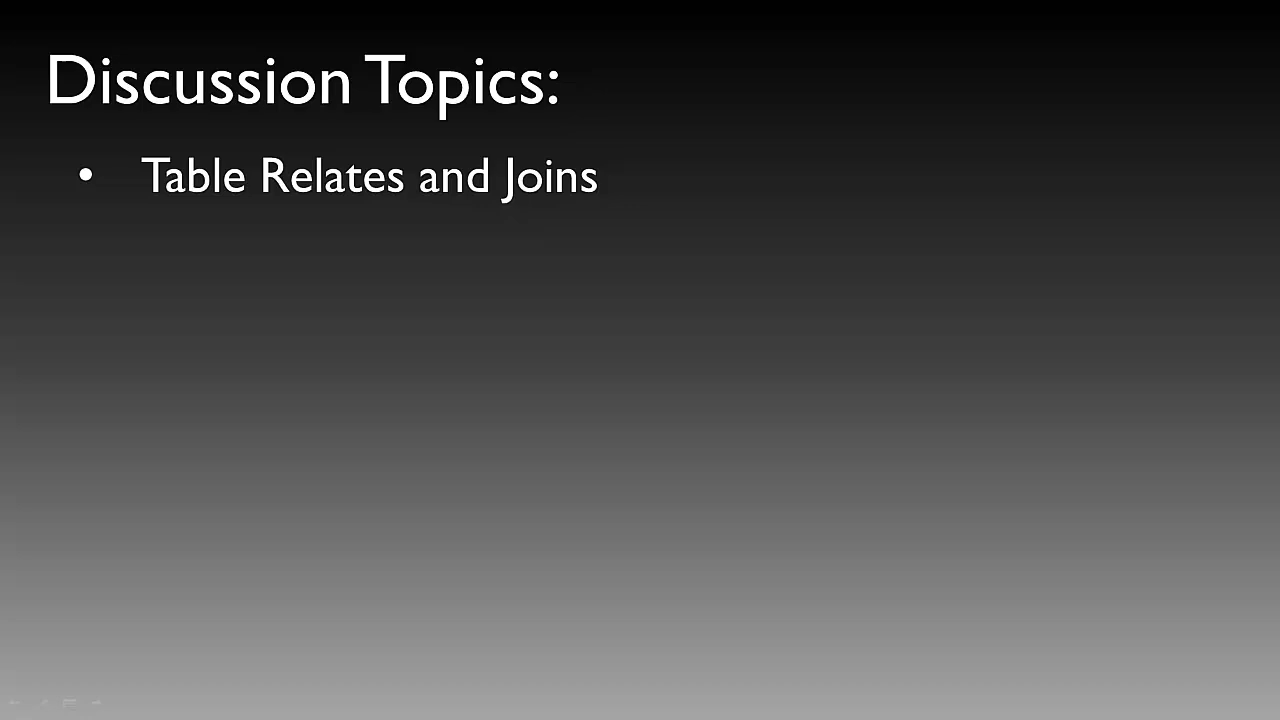 Discussion Topics:
• Table Relates and Joins